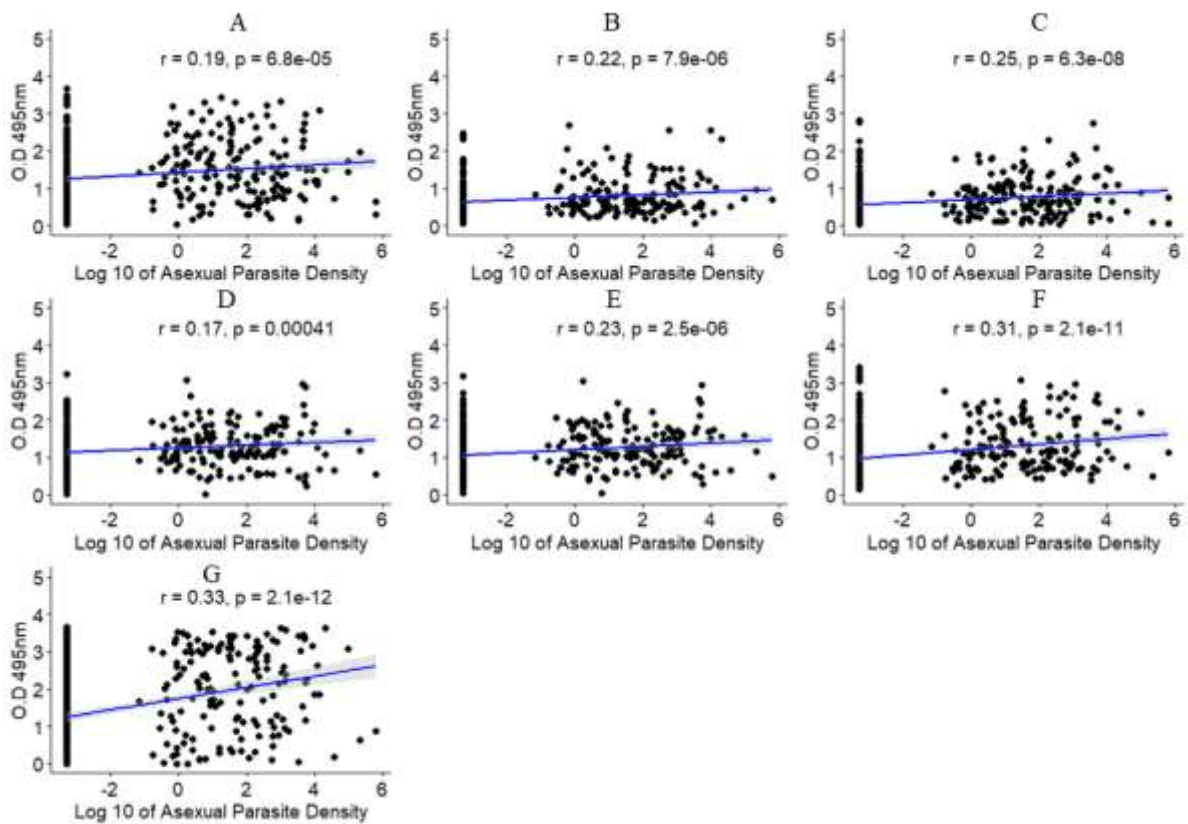 A
r = 0.19, p = 6.8e-05
O.D 495nm
5
4
3
2
1
0
-2 0 2 4 6
Log 10 of Asexual Parasite Density
B
r = 0.22, p = 7.9e-06
O.D 495nm
5
4
3
2
1
0
-2 0 2 4 6
Log 10 of Asexual Parasite Density
C
r = 0.25, p = 6.3e-08
O.D 495nm
5
4
3
2
1
0
-2 0 2 4 6
Log 10 of Asexual Parasite Density
D
r = 0.17, p = 0.00041
O.D 495nm
5
4
3
2
1
0
-2 0 2 4 6
Log 10 of Asexual Parasite Density
E
r = 0.23, p = 2.5e-06
O.D 495nm
5
4
3
2
1
0
-2 0 2 4 6
Log 10 of Asexual Parasite Density
F
r = 0.31, p = 2.1e-11
O.D 495nm
5
4
3
2
1
0
-2 0 2 4 6
Log 10 of Asexual Parasite Density
G
r = 0.33, p = 2.1e-12
O.D 495nm
5
4
3
2
1
0
-2 0 2 4 6
Log 10 of Asexual Parasite Density